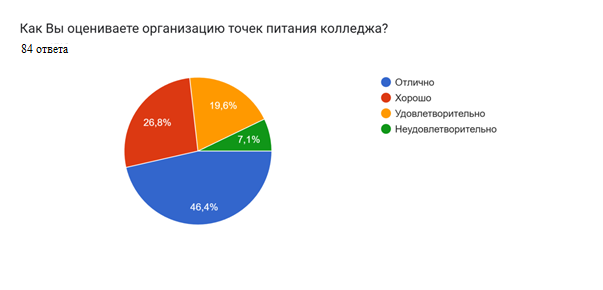 Как Вы оцениваете организацию точек питания колледжа?
84 ответа
Отлично
Хорошо
Удовлетворительно
Неудовлетворительно
19,6%
26,8%
7,1%
46,4%